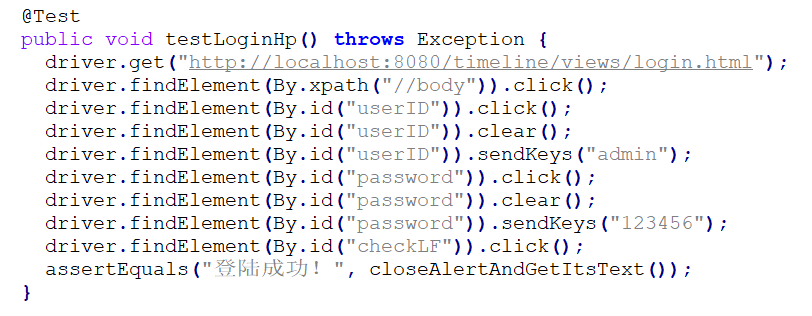 @Test
public void testLoginHp() throws Exception {
  driver.get("http://localhost:8080/timeline/views/login.html");
  driver.findElement(By.xpath("//body")).click();
  driver.findElement(By.id("userID")).click();
  driver.findElement(By.id("userID")).clear();
  driver.findElement(By.id("userID")).sendKeys("admin");
  driver.findElement(By.id("password")).click();
  driver.findElement(By.id("password")).clear();
  driver.findElement(By.id("password")).sendKeys("123456");
  driver.findElement(By.id("checkLF")).click();
  assertEquals("登陆成功！", closeAlertAndGetItsText());
}